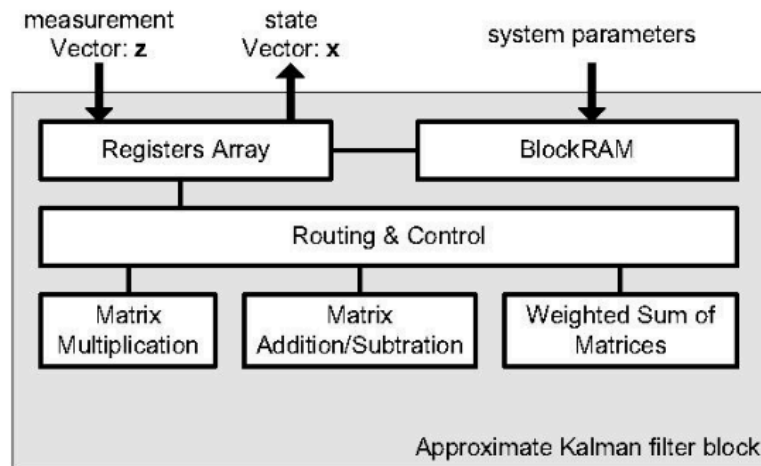 measurement
Vector: z
state
Vector: x
system parameters
Registers Array
BlockRAM
Routing & Control
Matrix
Multiplication
Matrix
Addition/Subtration
Weighted Sum of
Matrices
Approximate Kalman filter block